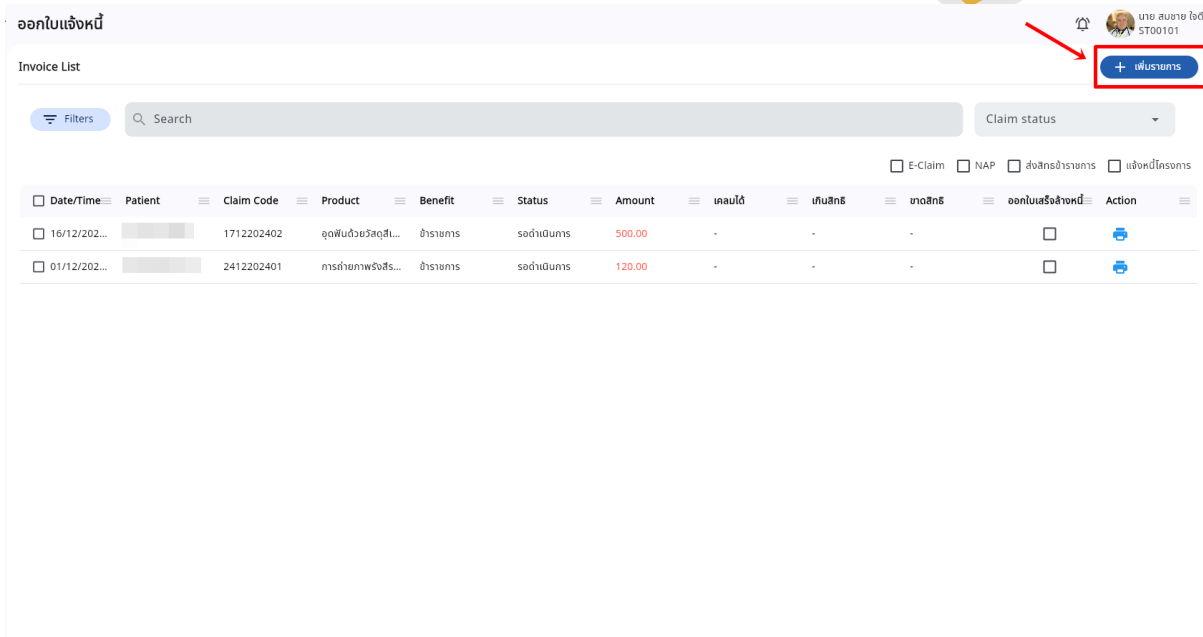 ออกใบแจ้งหนี้
นาย สมชาย ใจดี
ST00101
Invoice List
+ เพิ่มรายการ
Filters
Search
Claim status
E-Claim NAP ส่งสิทธข้าราชการ แจ้งหนี้โครงการ
Date/Time Patient Claim Code Product Benefit Status Amount เคลมได้ เกินสิทธิ ขาดสิทธิ ออกใบเสร็จล้างหนี้ Action
16/12/202... 1712202402 อุดฟันด้วยวัสดุสีเ... ข้าราชการ รอดำเนินการ 500.00 - - -
01/12/202... 2412202401 การถ่ายภาพรังสีร... ข้าราชการ รอดำเนินการ 120.00 - - -